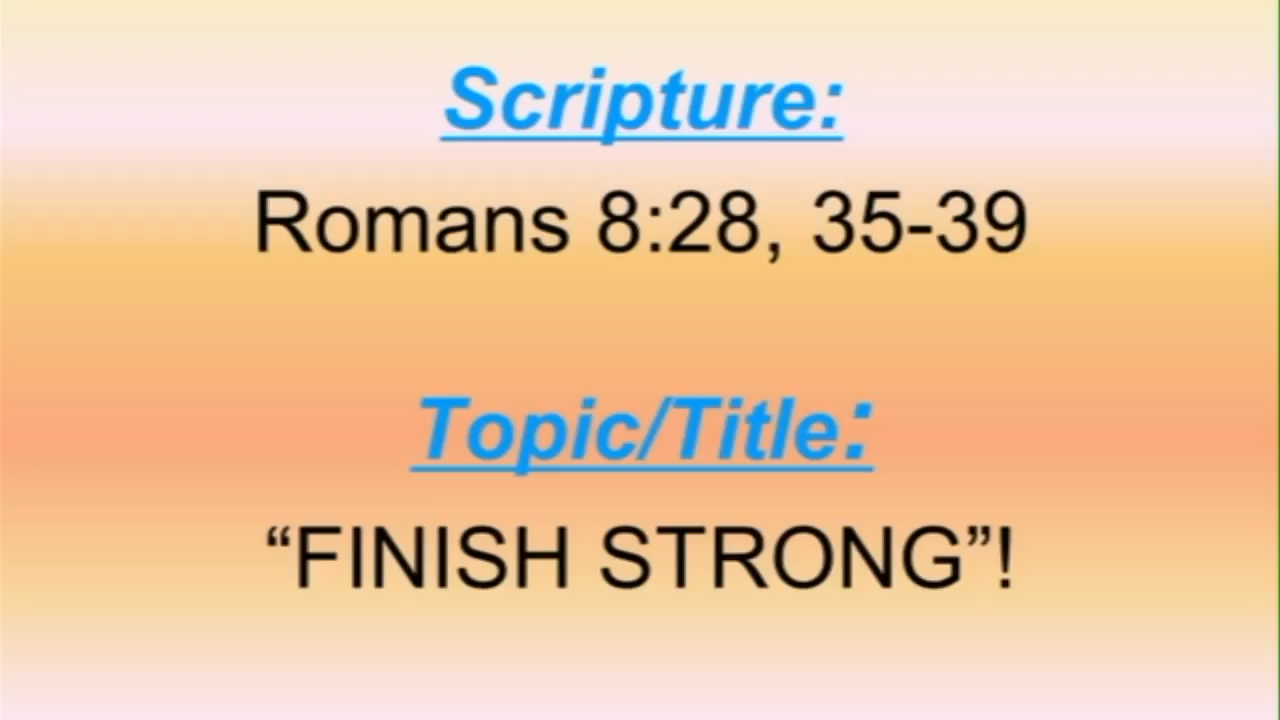 Scripture:
Romans 8:28, 35-39
Topic/Title:
“FINISH STRONG”!